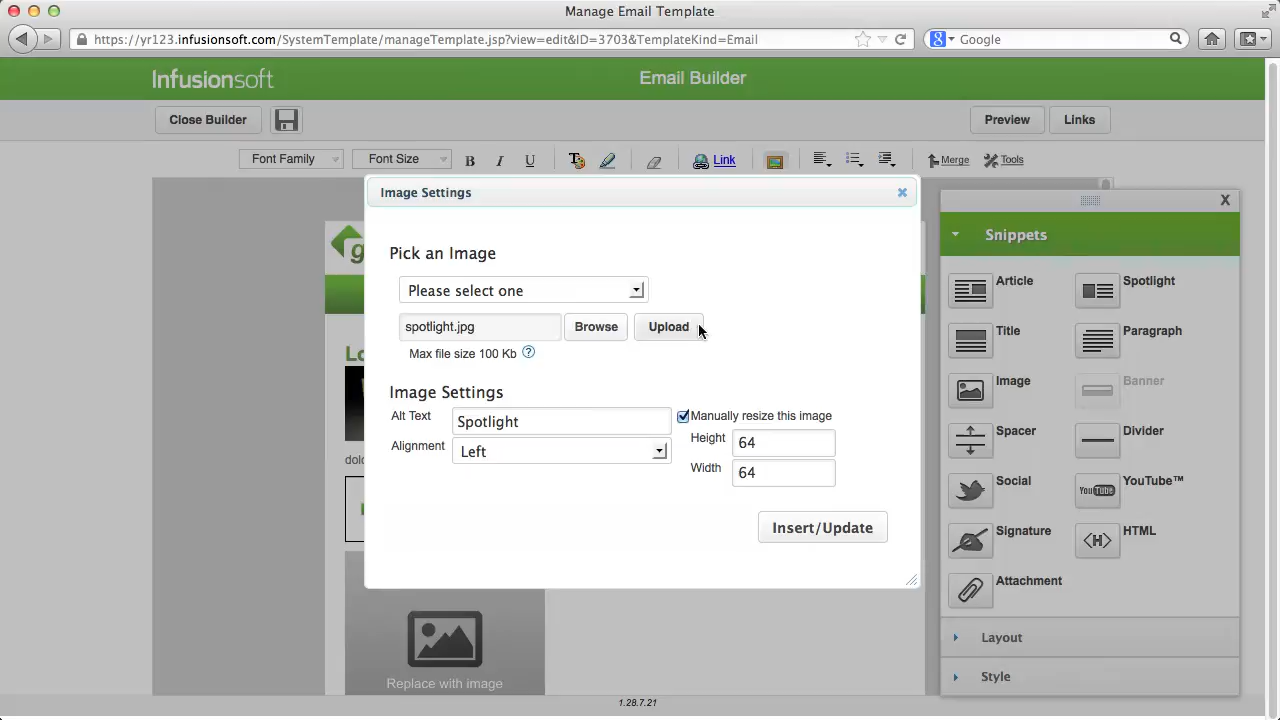 Manage Email Template
https://yr123.infusionsoft.com/SystemTemplate/manageTemplate.jsp?view=edit&ID=3703&TemplateKind=Email
Google
Infusionsoft
Email Builder
Close Builder
Preview
Links
Font Family
Font Size
B
I
U
Link
Merge
Tools
Image Settings
X
Pick an Image
Please select one
spotlight.jpg
Browse
Upload
Max file size 100 Kb
Image Settings
Alt Text
Spotlight
Manually resize this image
Alignment
Left
Height
64
Width
64
Insert/Update
g
Lo
dolo
Replace with image
Snippets
Article
Spotlight
Title
Paragraph
Image
Banner
Spacer
Divider
Social
YouTube™
Signature
HTML
Attachment
Layout
Style
1.28.7.21